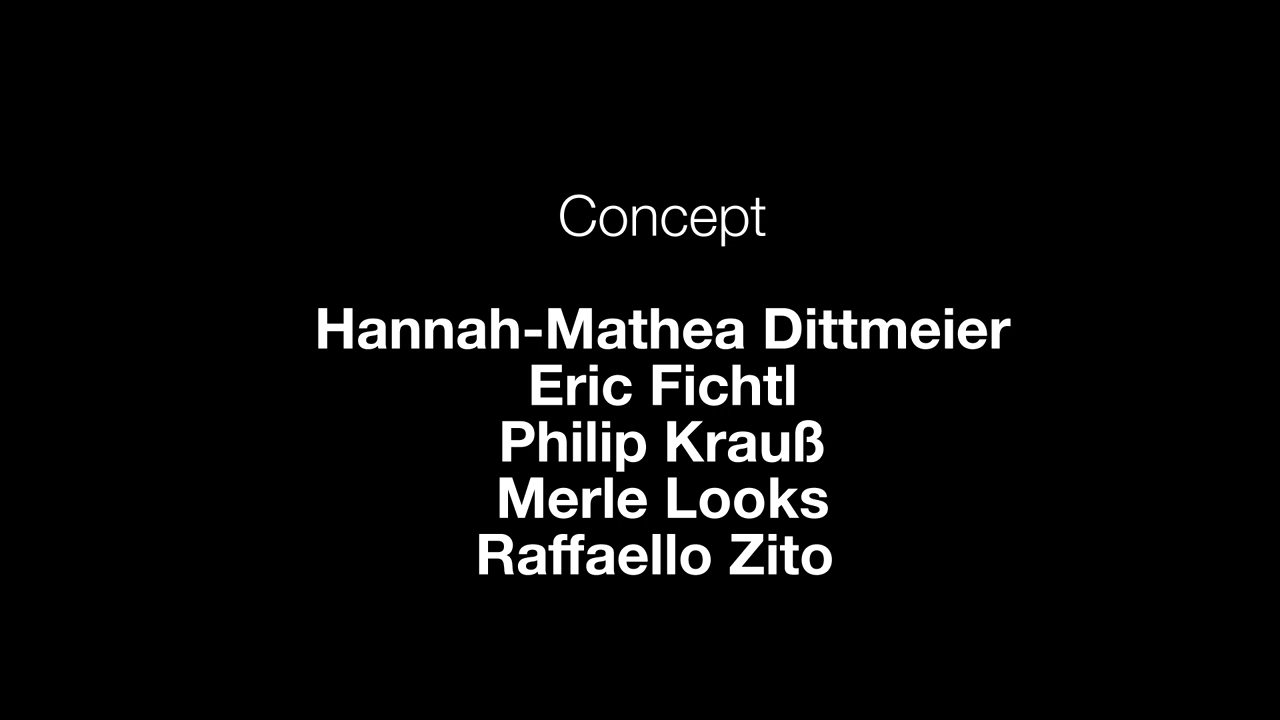 Concept
Hannah-Mathea Dittmeier
Eric Fichtl
Philip Krauß
Merle Looks
Raffaello Zito